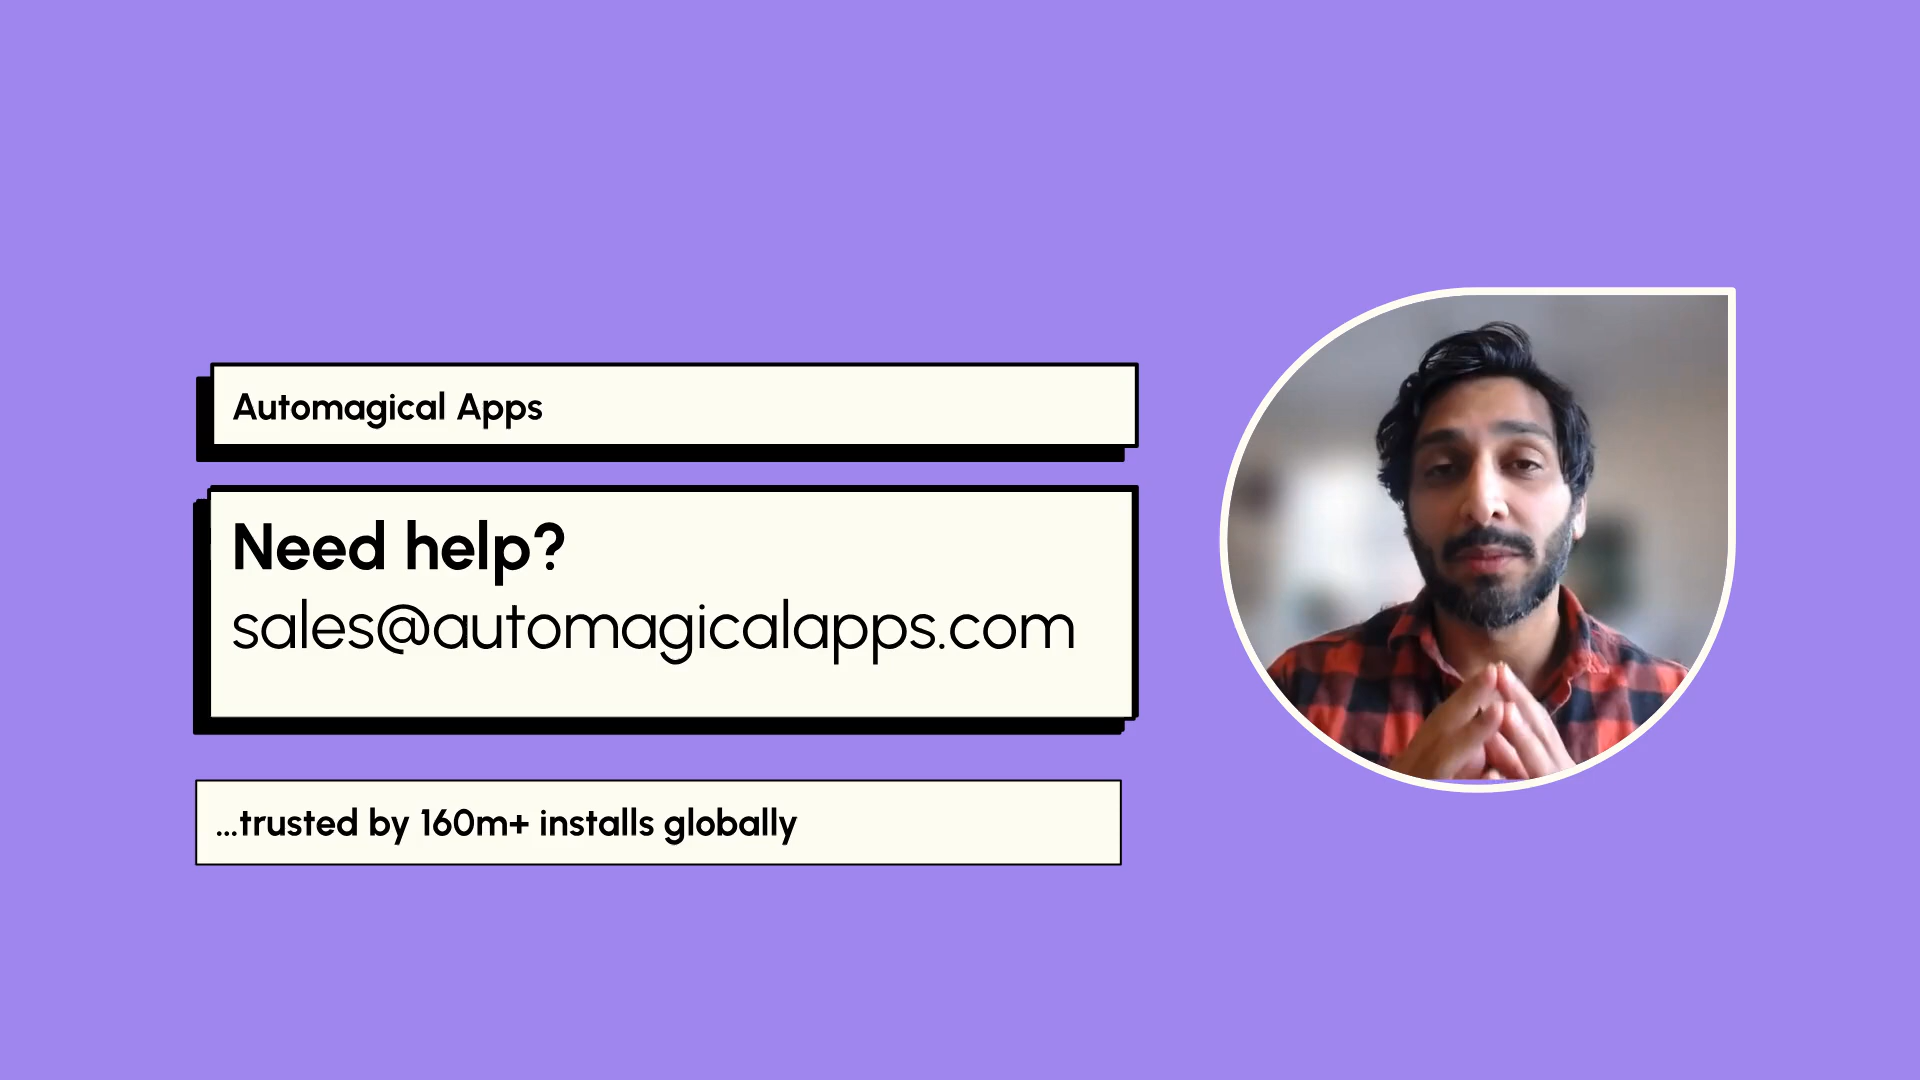 Automagical Apps
Need help?
sales@automagicalapps.com
...trusted by 160m+ installs globally